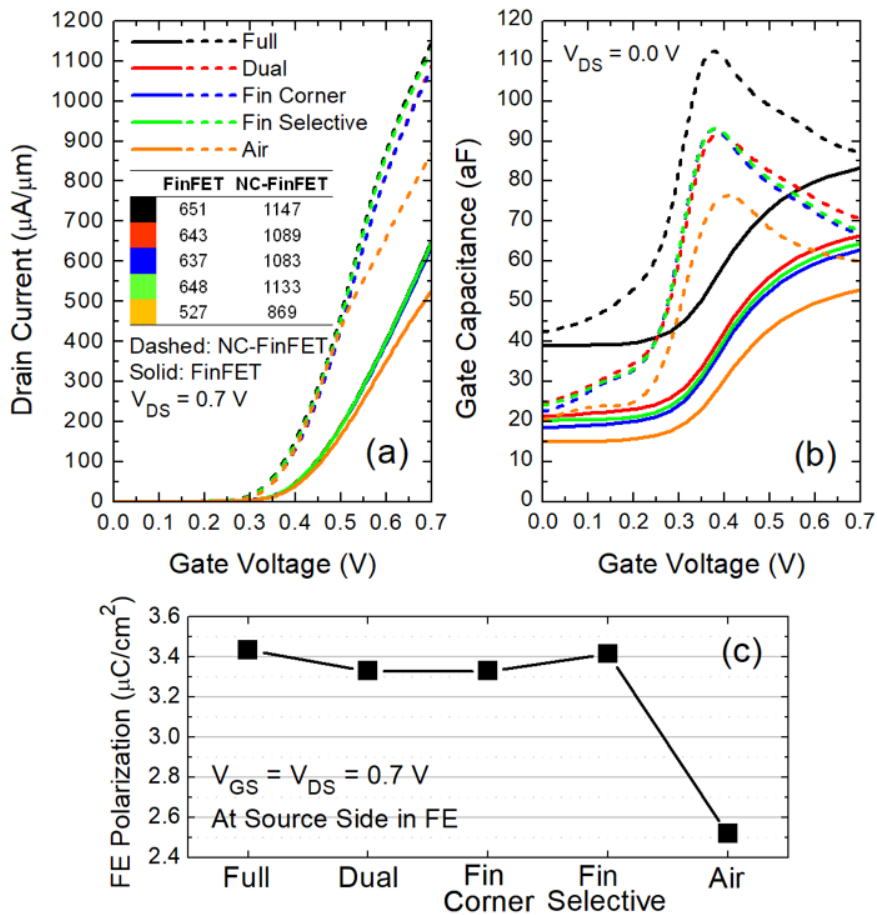 1200
1100
1000
900
800
700
600
500
400
300
200
100
0
Drain Current (μA/μm)
Full
Dual
Fin Corner
Fin Selective
Air
FinFET NC-FinFET
651 1147
643 1089
637 1083
648 1133
527 869
Dashed: NC-FinFET
Solid: FinFET
V_DS = 0.7 V
(a)
0.0 0.1 0.2 0.3 0.4 0.5 0.6 0.7
Gate Voltage (V)
120
110
100
90
80
70
60
50
40
30
20
10
0
Gate Capacitance (aF)
V_DS = 0.0 V
(b)
0.0 0.1 0.2 0.3 0.4 0.5 0.6 0.7
Gate Voltage (V)
3.6
3.4
3.2
3.0
2.8
2.6
2.4
FE Polarization (μC/cm²)
(c)
V_GS = V_DS = 0.7 V
At Source Side in FE
Full Dual Fin Fin Air
Corner Selective